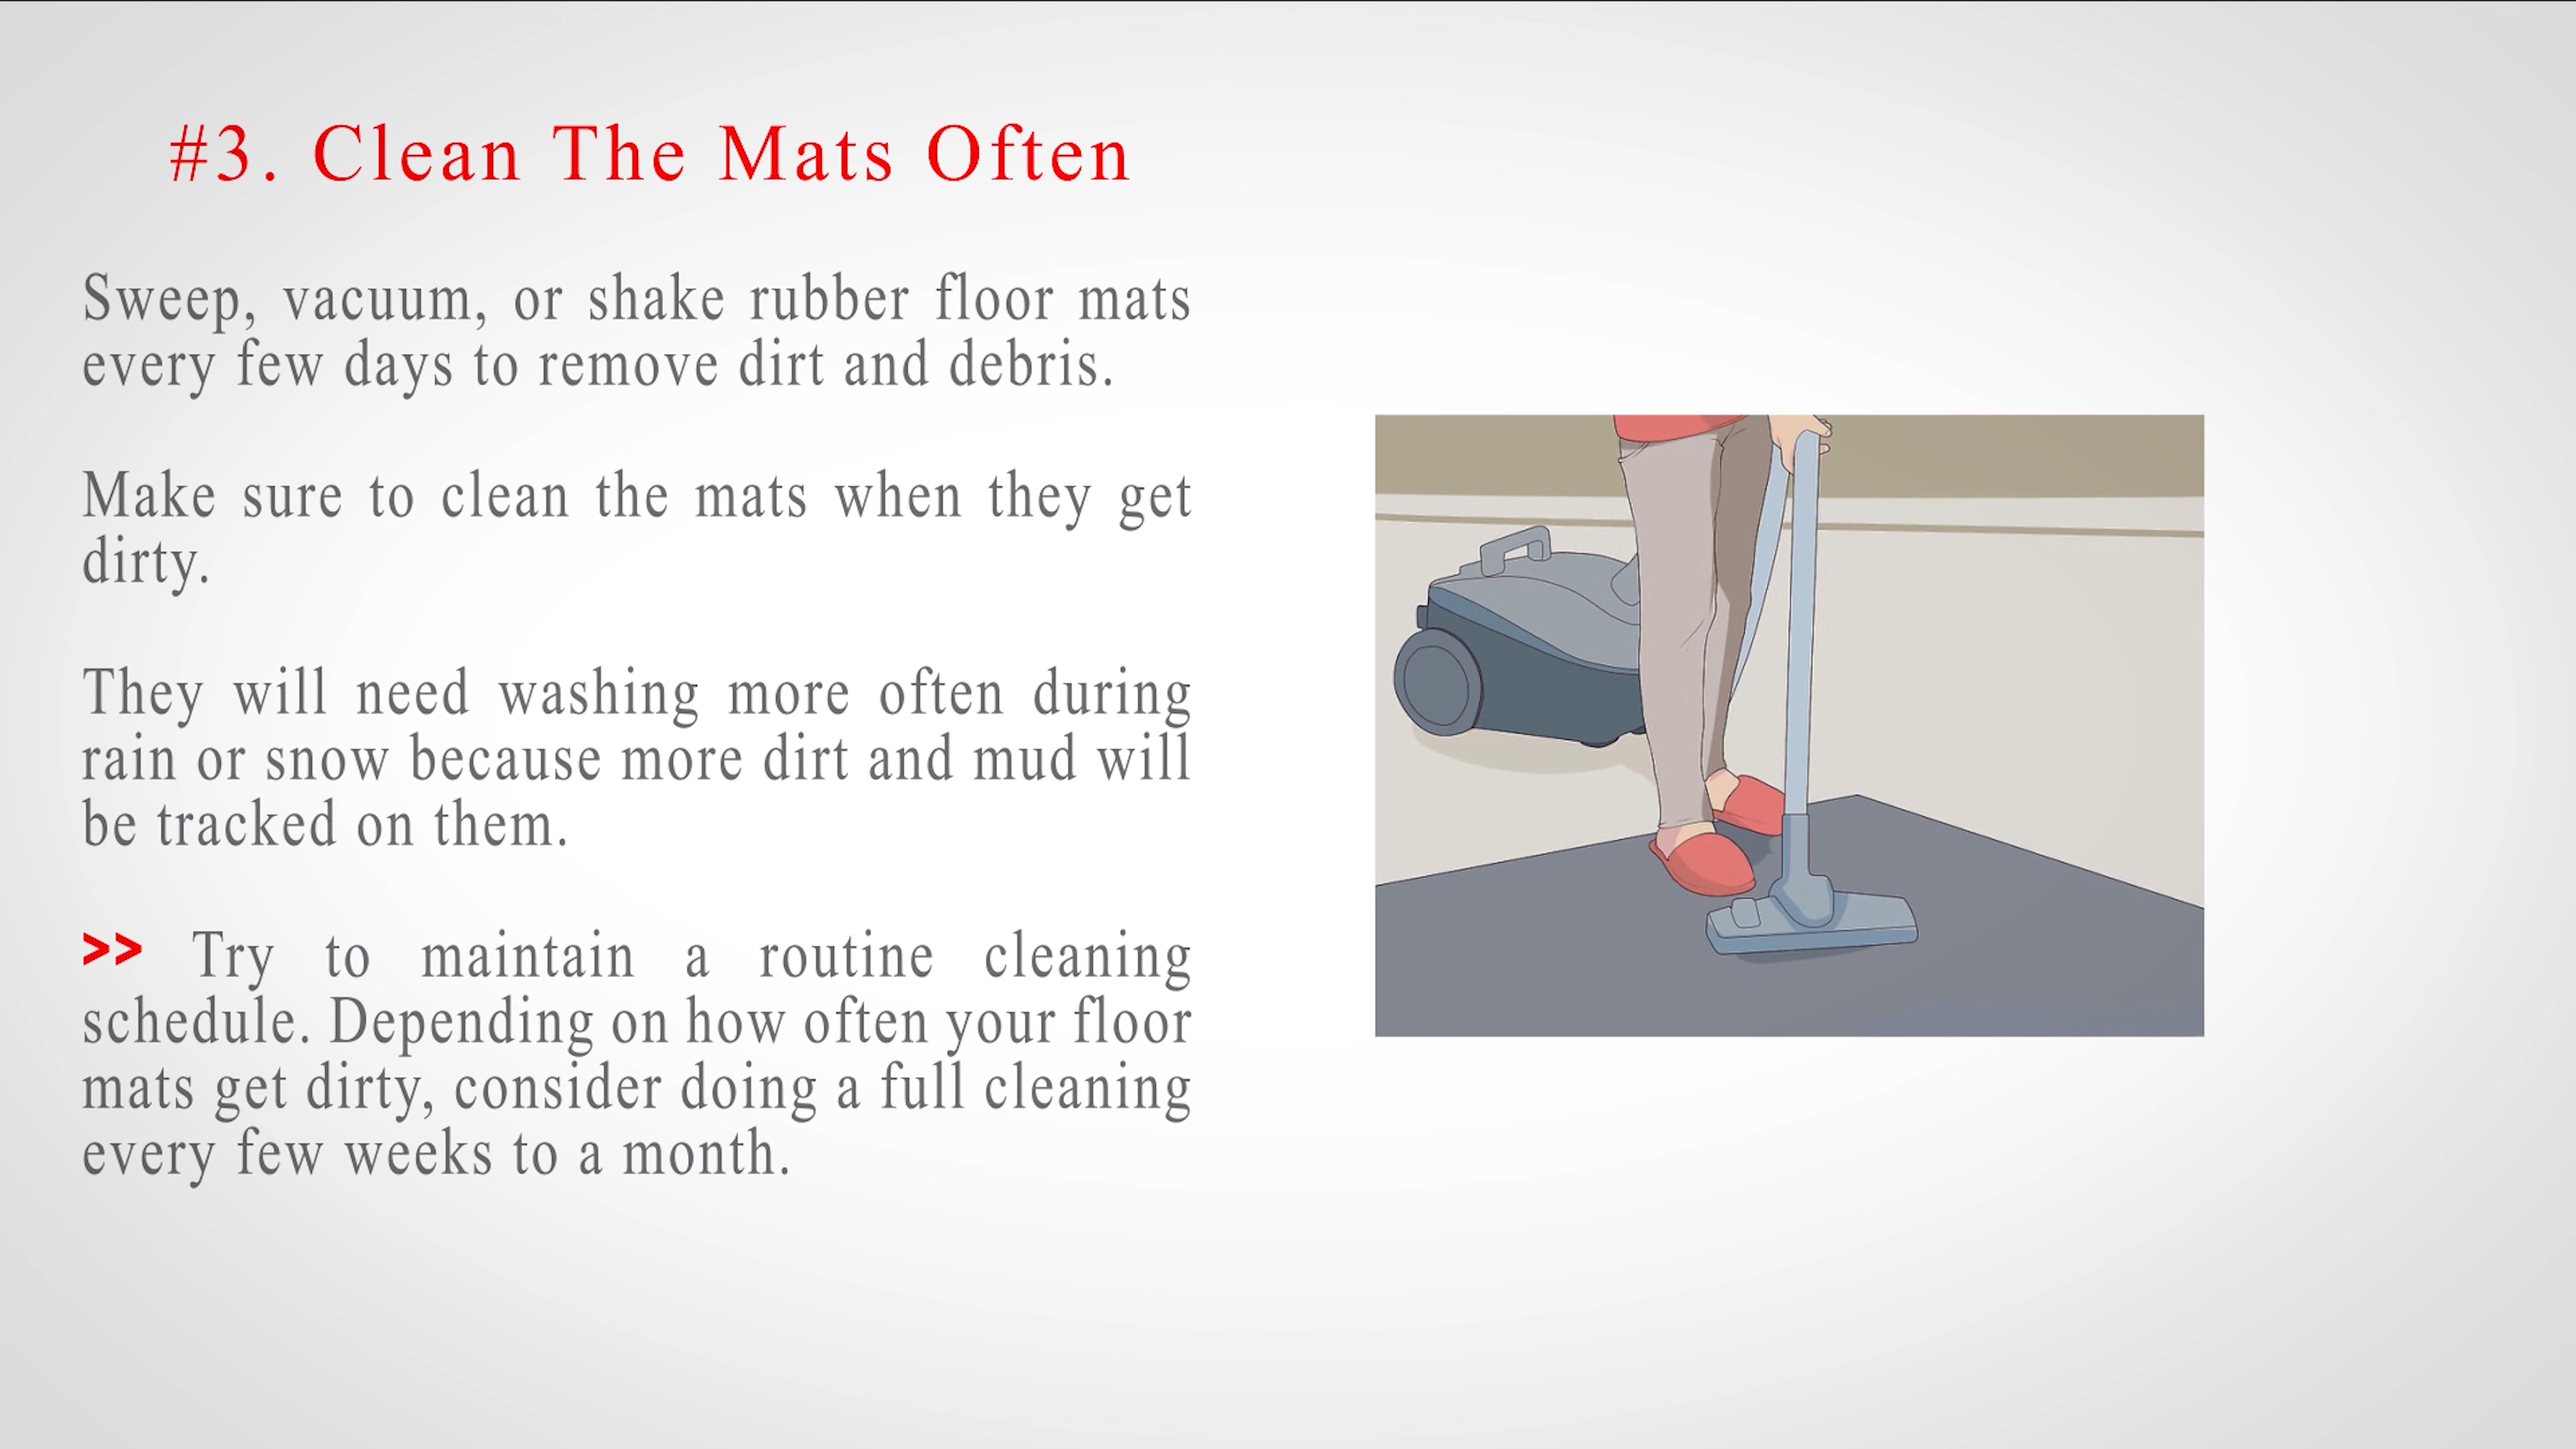 #3. Clean The Mats Often
Sweep, vacuum, or shake rubber floor mats
every few days to remove dirt and debris.
Make sure to clean the mats when they get
dirty.
They will need washing more often during
rain or snow because more dirt and mud will
be tracked on them.
>> Try to maintain a routine cleaning
schedule. Depending on how often your floor
mats get dirty, consider doing a full cleaning
every few weeks to a month.